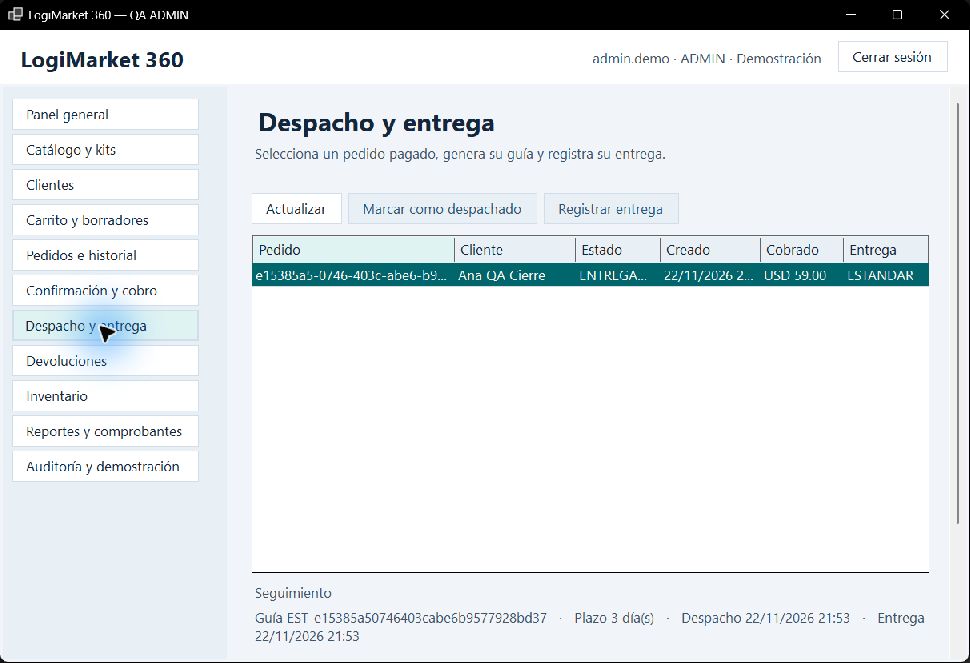 LogiMarket 360 — QA ADMIN
LogiMarket 360
admin.demo · ADMIN · Demostración
Cerrar sesión
Panel general
Catálogo y kits
Clientes
Carrito y borradores
Pedidos e historial
Confirmación y cobro
Despacho y entrega
Devoluciones
Inventario
Reportes y comprobantes
Auditoría y demostración
Despacho y entrega
Selecciona un pedido pagado, genera su guía y registra su entrega.
Actualizar Marcar como despachado Registrar entrega
Pedido Cliente Estado Creado Cobrado Entrega
e15385a5-0746-403c-abe6-b9... Ana QA Cierre ENTREGA... 22/11/2026 2... USD 59.00 ESTANDAR
Seguimiento
Guía EST-e15385a50746403cabe6b9577928bd37 · Plazo 3 día(s) · Despacho 22/11/2026 21:53 · Entrega
22/11/2026 21:53